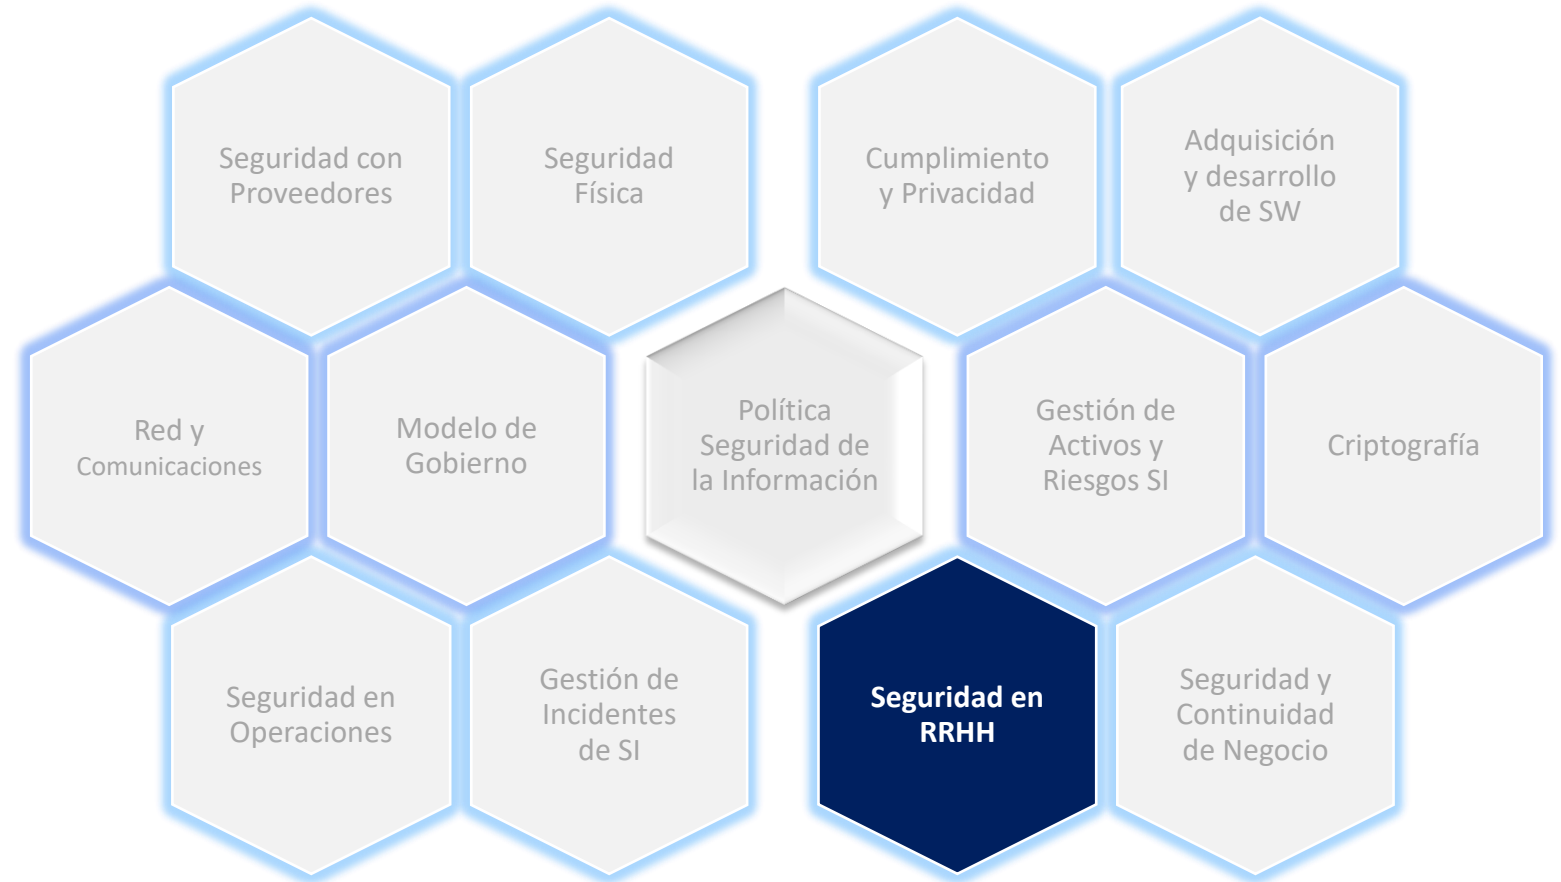 Seguridad con
Proveedores
Seguridad
Física
Cumplimiento
y Privacidad
Adquisición
y desarrollo
de SW
Red y
Comunicaciones
Modelo de
Gobierno
Política
Seguridad de
la Información
Gestión de
Activos y
Riesgos SI
Criptografía
Seguridad en
Operaciones
Gestión de
Incidentes
de SI
Seguridad en
RRHH
Seguridad y
Continuidad
de Negocio